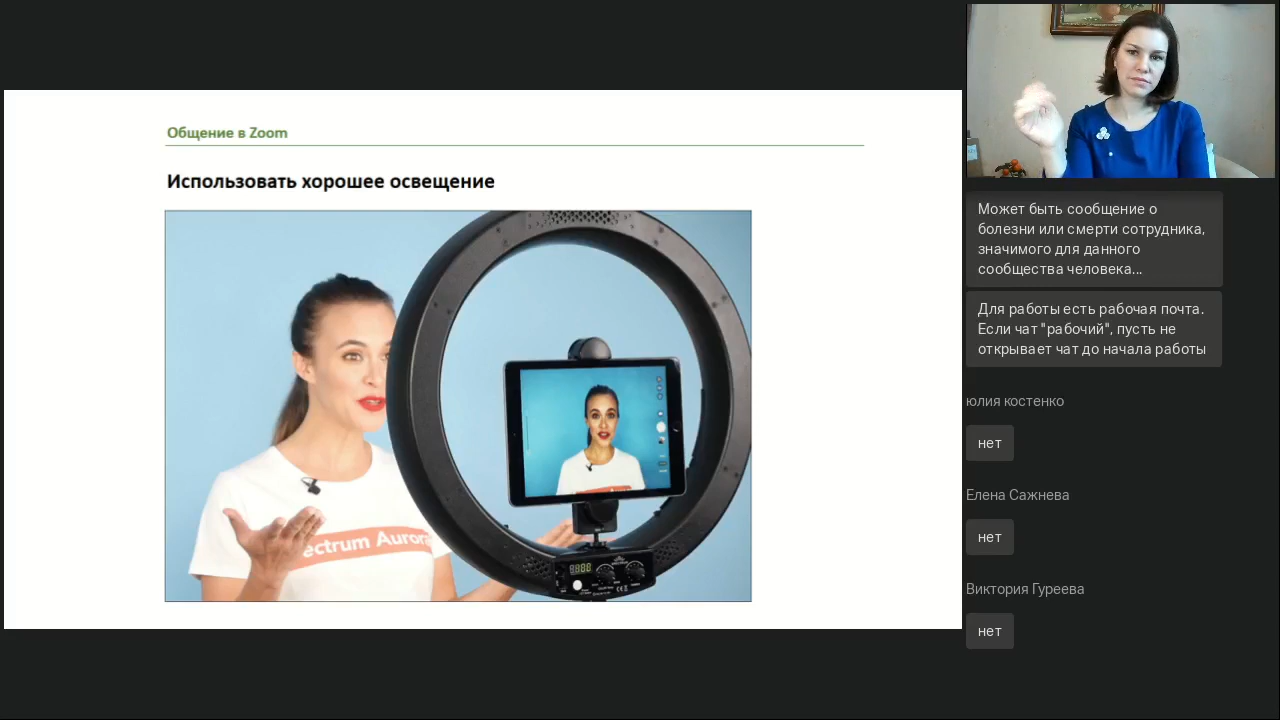 Общение в Zoom
Использовать хорошее освещение
ectrum Aurora
Может быть сообщение о
болезни или смерти сотрудника,
значимого для данного
сообщества человека...
Для работы есть рабочая почта.
Если чат "рабочий", пусть не
открывает чат до начала работы
юлия костенко
нет
Елена Сажнева
нет
Виктория Гуреева
нет